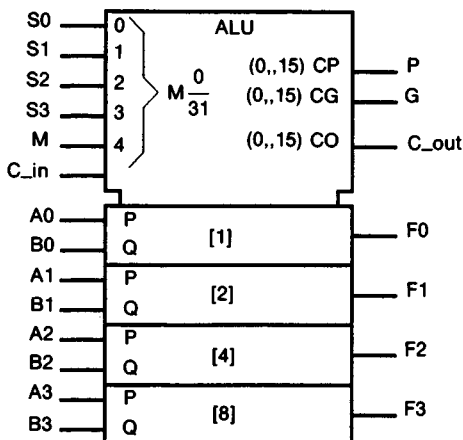 ALU
S0 0
S1 1
S2 2
S3 3
M 4
C_in
M 0
31
(0,,15) CP P
(0,,15) CG G
(0,,15) CO C_out
A0 P
B0 Q
[1] F0
A1 P
B1 Q
[2] F1
A2 P
B2 Q
[4] F2
A3 P
B3 Q
[8] F3